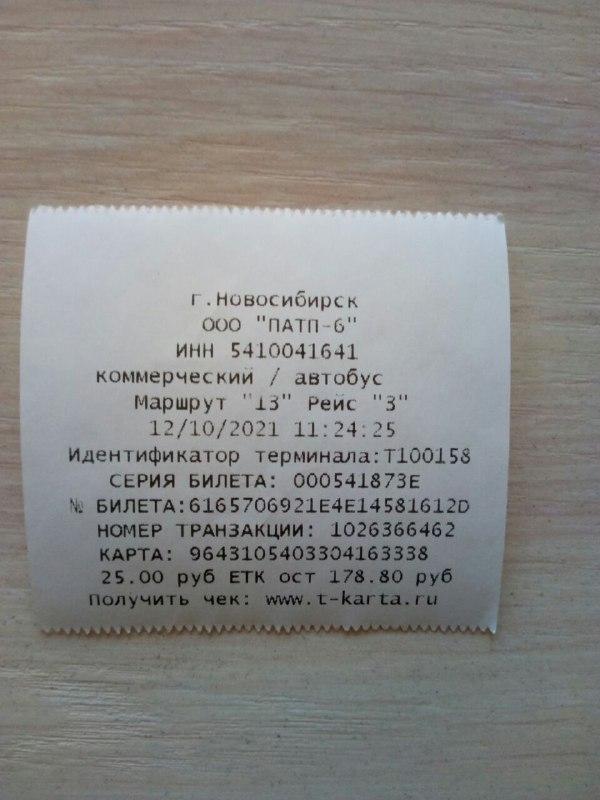 г.Новосибирск
ООО "ПАТП-6"
ИНН 5410041641
коммерческий / автобус
Маршрут "13" Рейс "3"
12/10/2021 11:24:25
Идентификатор терминала:T100158
СЕРИЯ БИЛЕТА: 000541873E
№ БИЛЕТА:6165706921E4E14581612D
НОМЕР ТРАНЗАКЦИИ: 1026366462
КАРТА: 9643105403304163338
25.00 руб ЕТК ост 178.80 руб
Получить чек: www.t-karta.ru